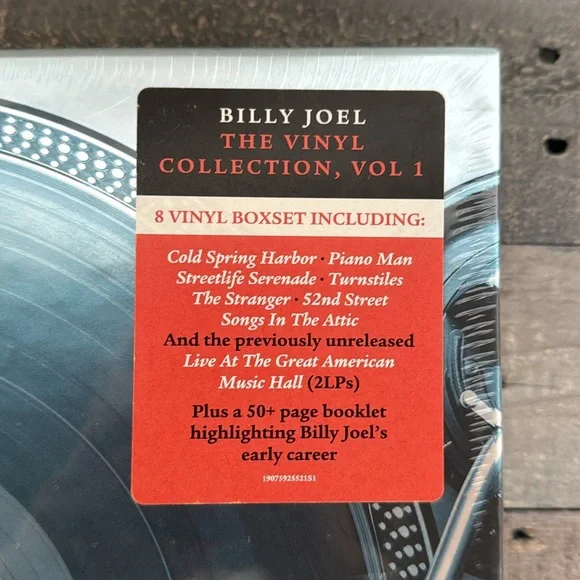 BILLY JOEL
THE VINYL
COLLECTION, VOL 1
8 VINYL BOXSET INCLUDING:
Cold Spring Harbor · Piano Man
Streetlife Serenade · Turnstiles
The Stranger · 52nd Street
Songs In The Attic
And the previously unreleased
Live At The Great American
Music Hall (2LPs)
Plus a 50+ page booklet
highlighting Billy Joel's
early career
19075925521S1